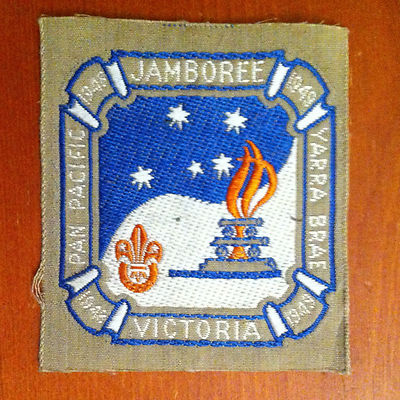 1948
JAMBOREE
1949
PAN PACIFIC
YARRA BRAE
1948
VICTORIA
1949